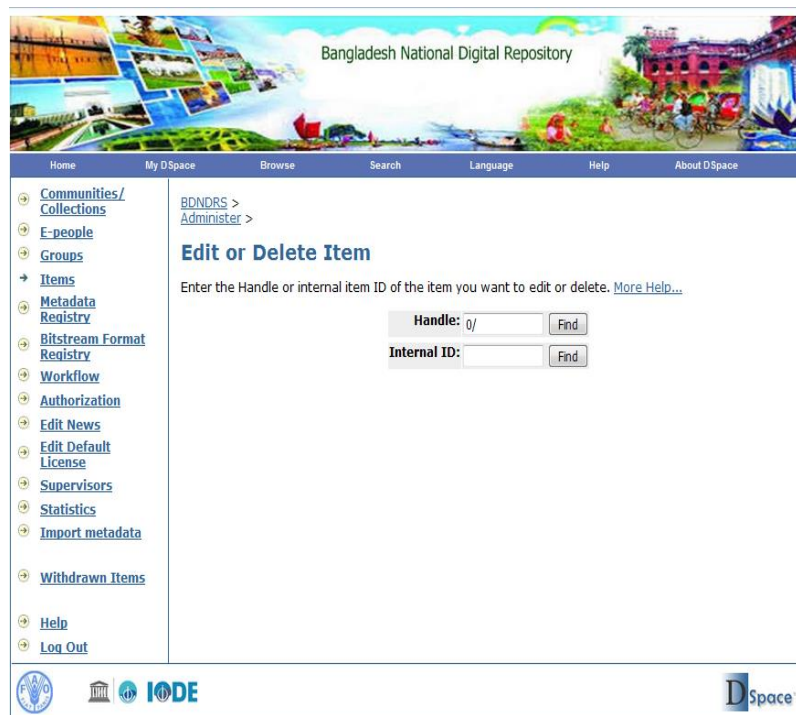 Bangladesh National Digital Repository
Home My DSpace Browse Search Language Help About DSpace
Communities/
Collections
E-people
Groups
Items
Metadata
Registry
Bitstream Format
Registry
Workflow
Authorization
Edit News
Edit Default
License
Supervisors
Statistics
Import metadata
Withdrawn Items
Help
Log Out
BDNDRS >
Administer >
Edit or Delete Item
Enter the Handle or internal item ID of the item you want to edit or delete. More Help...
Handle: 0/ Find
Internal ID: Find
FAO
IODE
DSpace